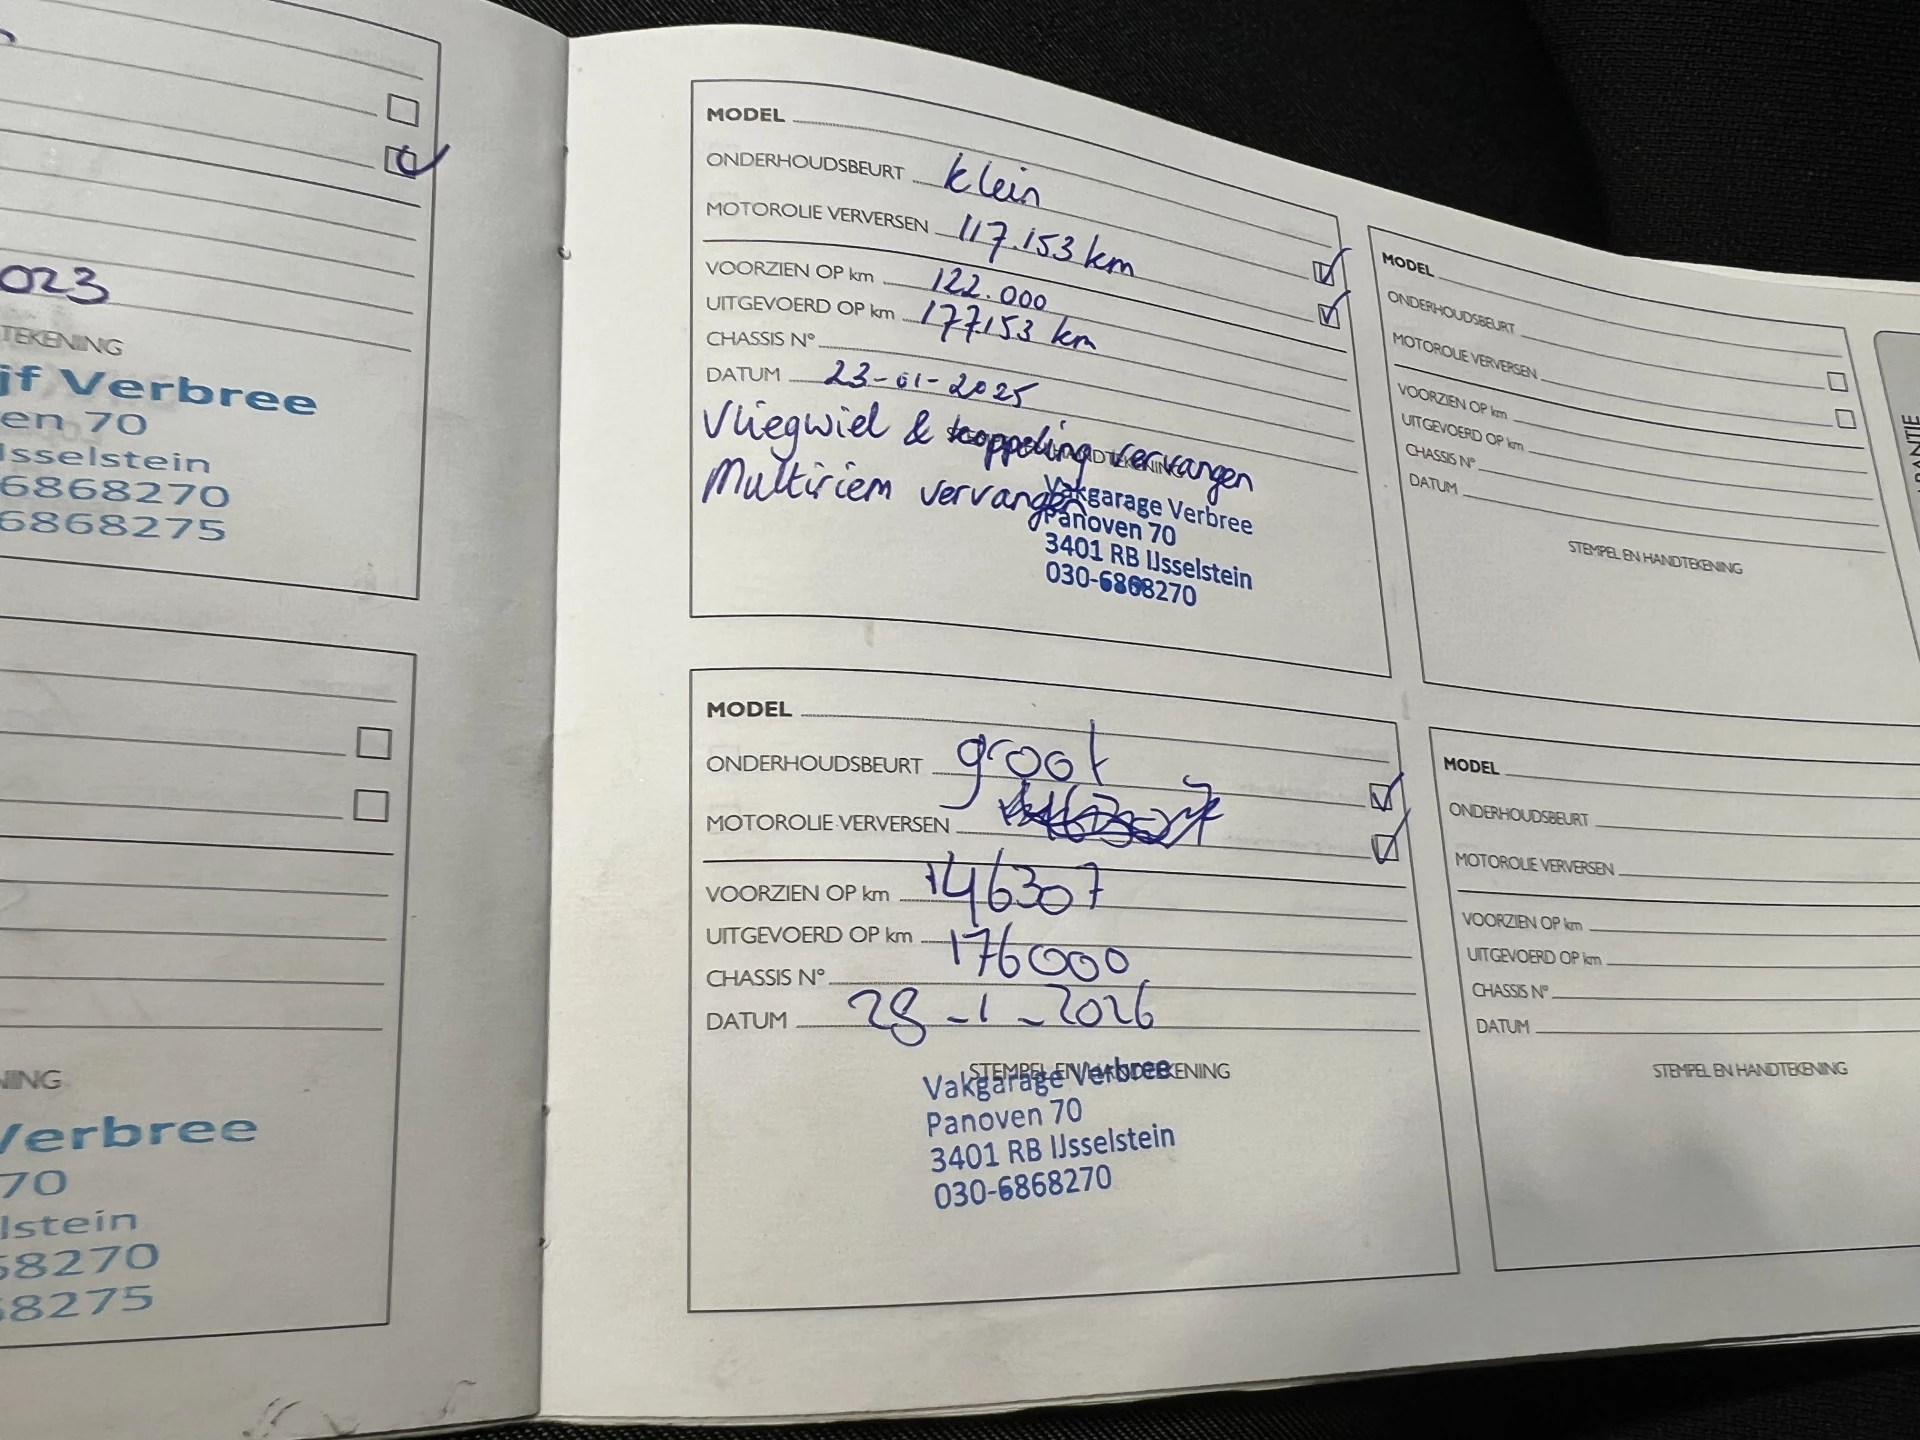 023
TEKENING
jf Verbree
en 70
Jsselstein
6868270
6868275
NING
Verbree
70
lstein
68270
68275
MODEL
ONDERHOUDSBEURT klein
MOTOROLIE VERVERSEN 117.153 km
VOORZIEN OP km 122.000
UITGEVOERD OP km 177153 km
CHASSIS N°
DATUM 23-01-2025
Vliegwiel & koppeling vervangen
HANDTEKENING
Multiriem vervangen
Vakgarage Verbree
Panoven 70
3401 RB IJsselstein
030-6868270
MODEL
ONDERHOUDSBEURT groot
MOTOROLIE VERVERSEN
VOORZIEN OP km 146307
UITGEVOERD OP km 176000
CHASSIS N°
DATUM 28-1-2026
STEMPEL EN HANDTEKENING
Vakgarage Verbree
Panoven 70
3401 RB IJsselstein
030-6868270
MODEL
ONDERHOUDSBEURT
MOTOROLIE VERVERSEN
VOORZIEN OP km
UITGEVOERD OP km
CHASSIS N°
DATUM
STEMPEL EN HANDTEKENING
MODEL
ONDERHOUDSBEURT
MOTOROLIE VERVERSEN
VOORZIEN OP km
UITGEVOERD OP km
CHASSIS N°
DATUM
STEMPEL EN HANDTEKENING
ANTIE